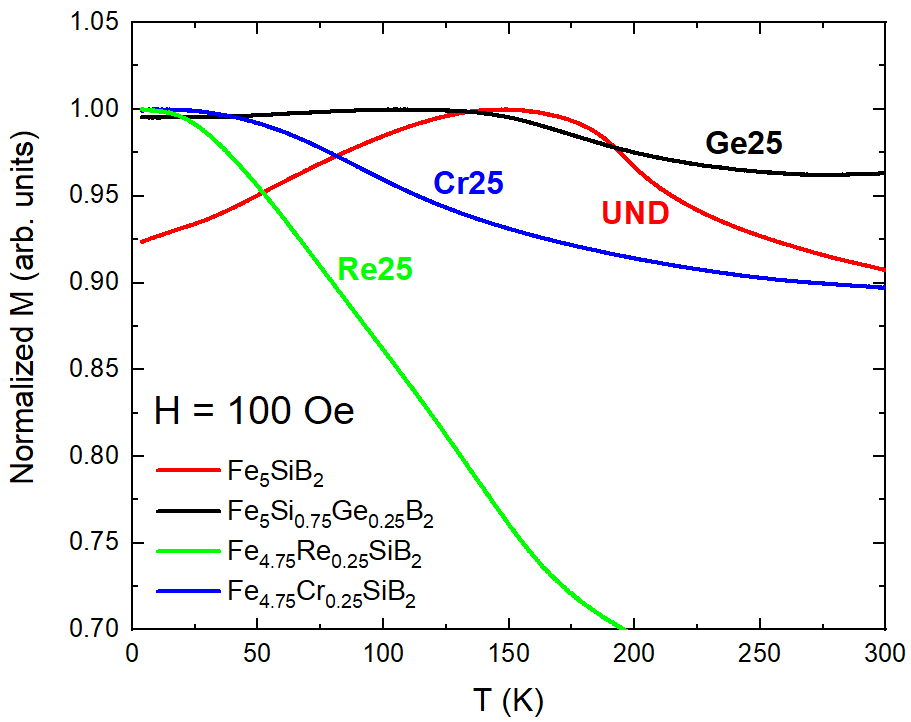 1.05
1.00
0.95
0.90
0.85
0.80
0.75
0.70
Normalized M (arb. units)
Ge25
Cr25
UND
Re25
H = 100 Oe
Fe₅SiB₂
Fe₅Si₀.₇₅Ge₀.₂₅B₂
Fe₄.₇₅Re₀.₂₅SiB₂
Fe₄.₇₅Cr₀.₂₅SiB₂
0 50 100 150 200 250 300
T (K)